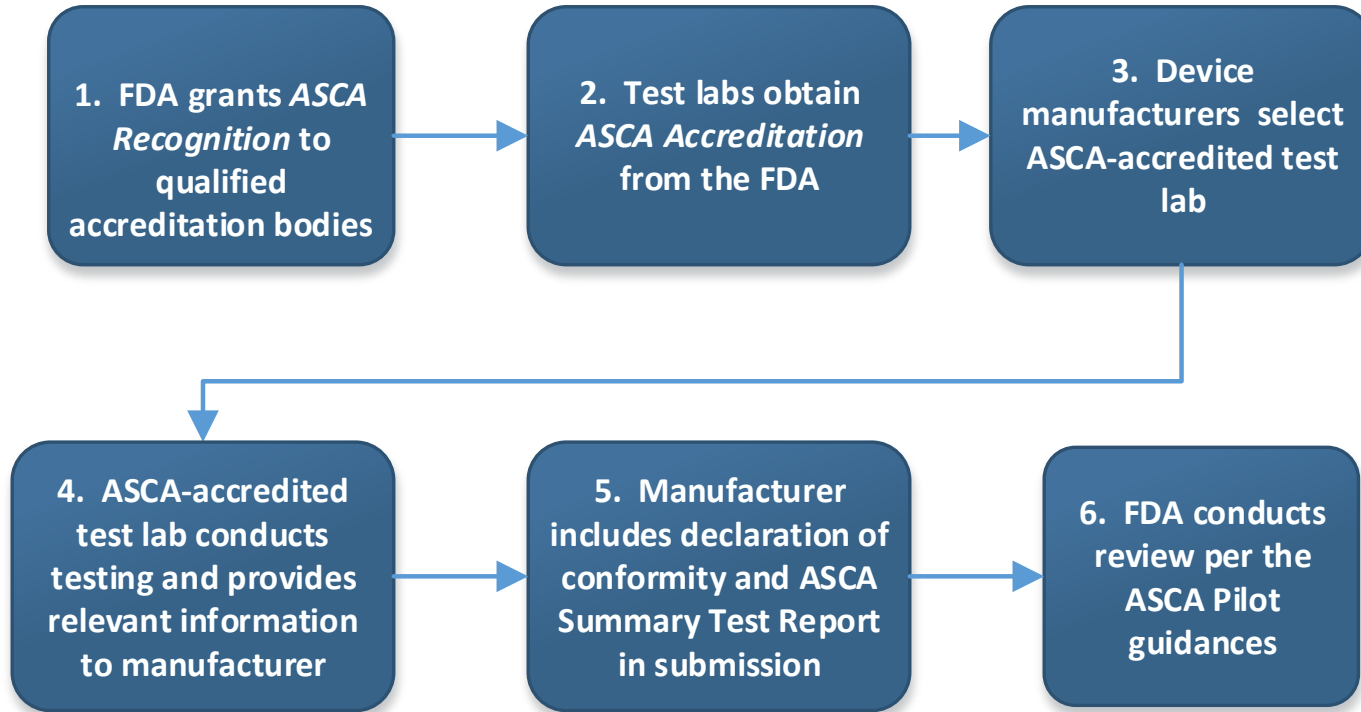 1. FDA grants ASCA
Recognition to
qualified
accreditation bodies
2. Test labs obtain
ASCA Accreditation
from the FDA
3. Device
manufacturers select
ASCA-accredited test
lab
4. ASCA-accredited
test lab conducts
testing and provides
relevant information
to manufacturer
5. Manufacturer
includes declaration of
conformity and ASCA
Summary Test Report
in submission
6. FDA conducts
review per the
ASCA Pilot
guidances